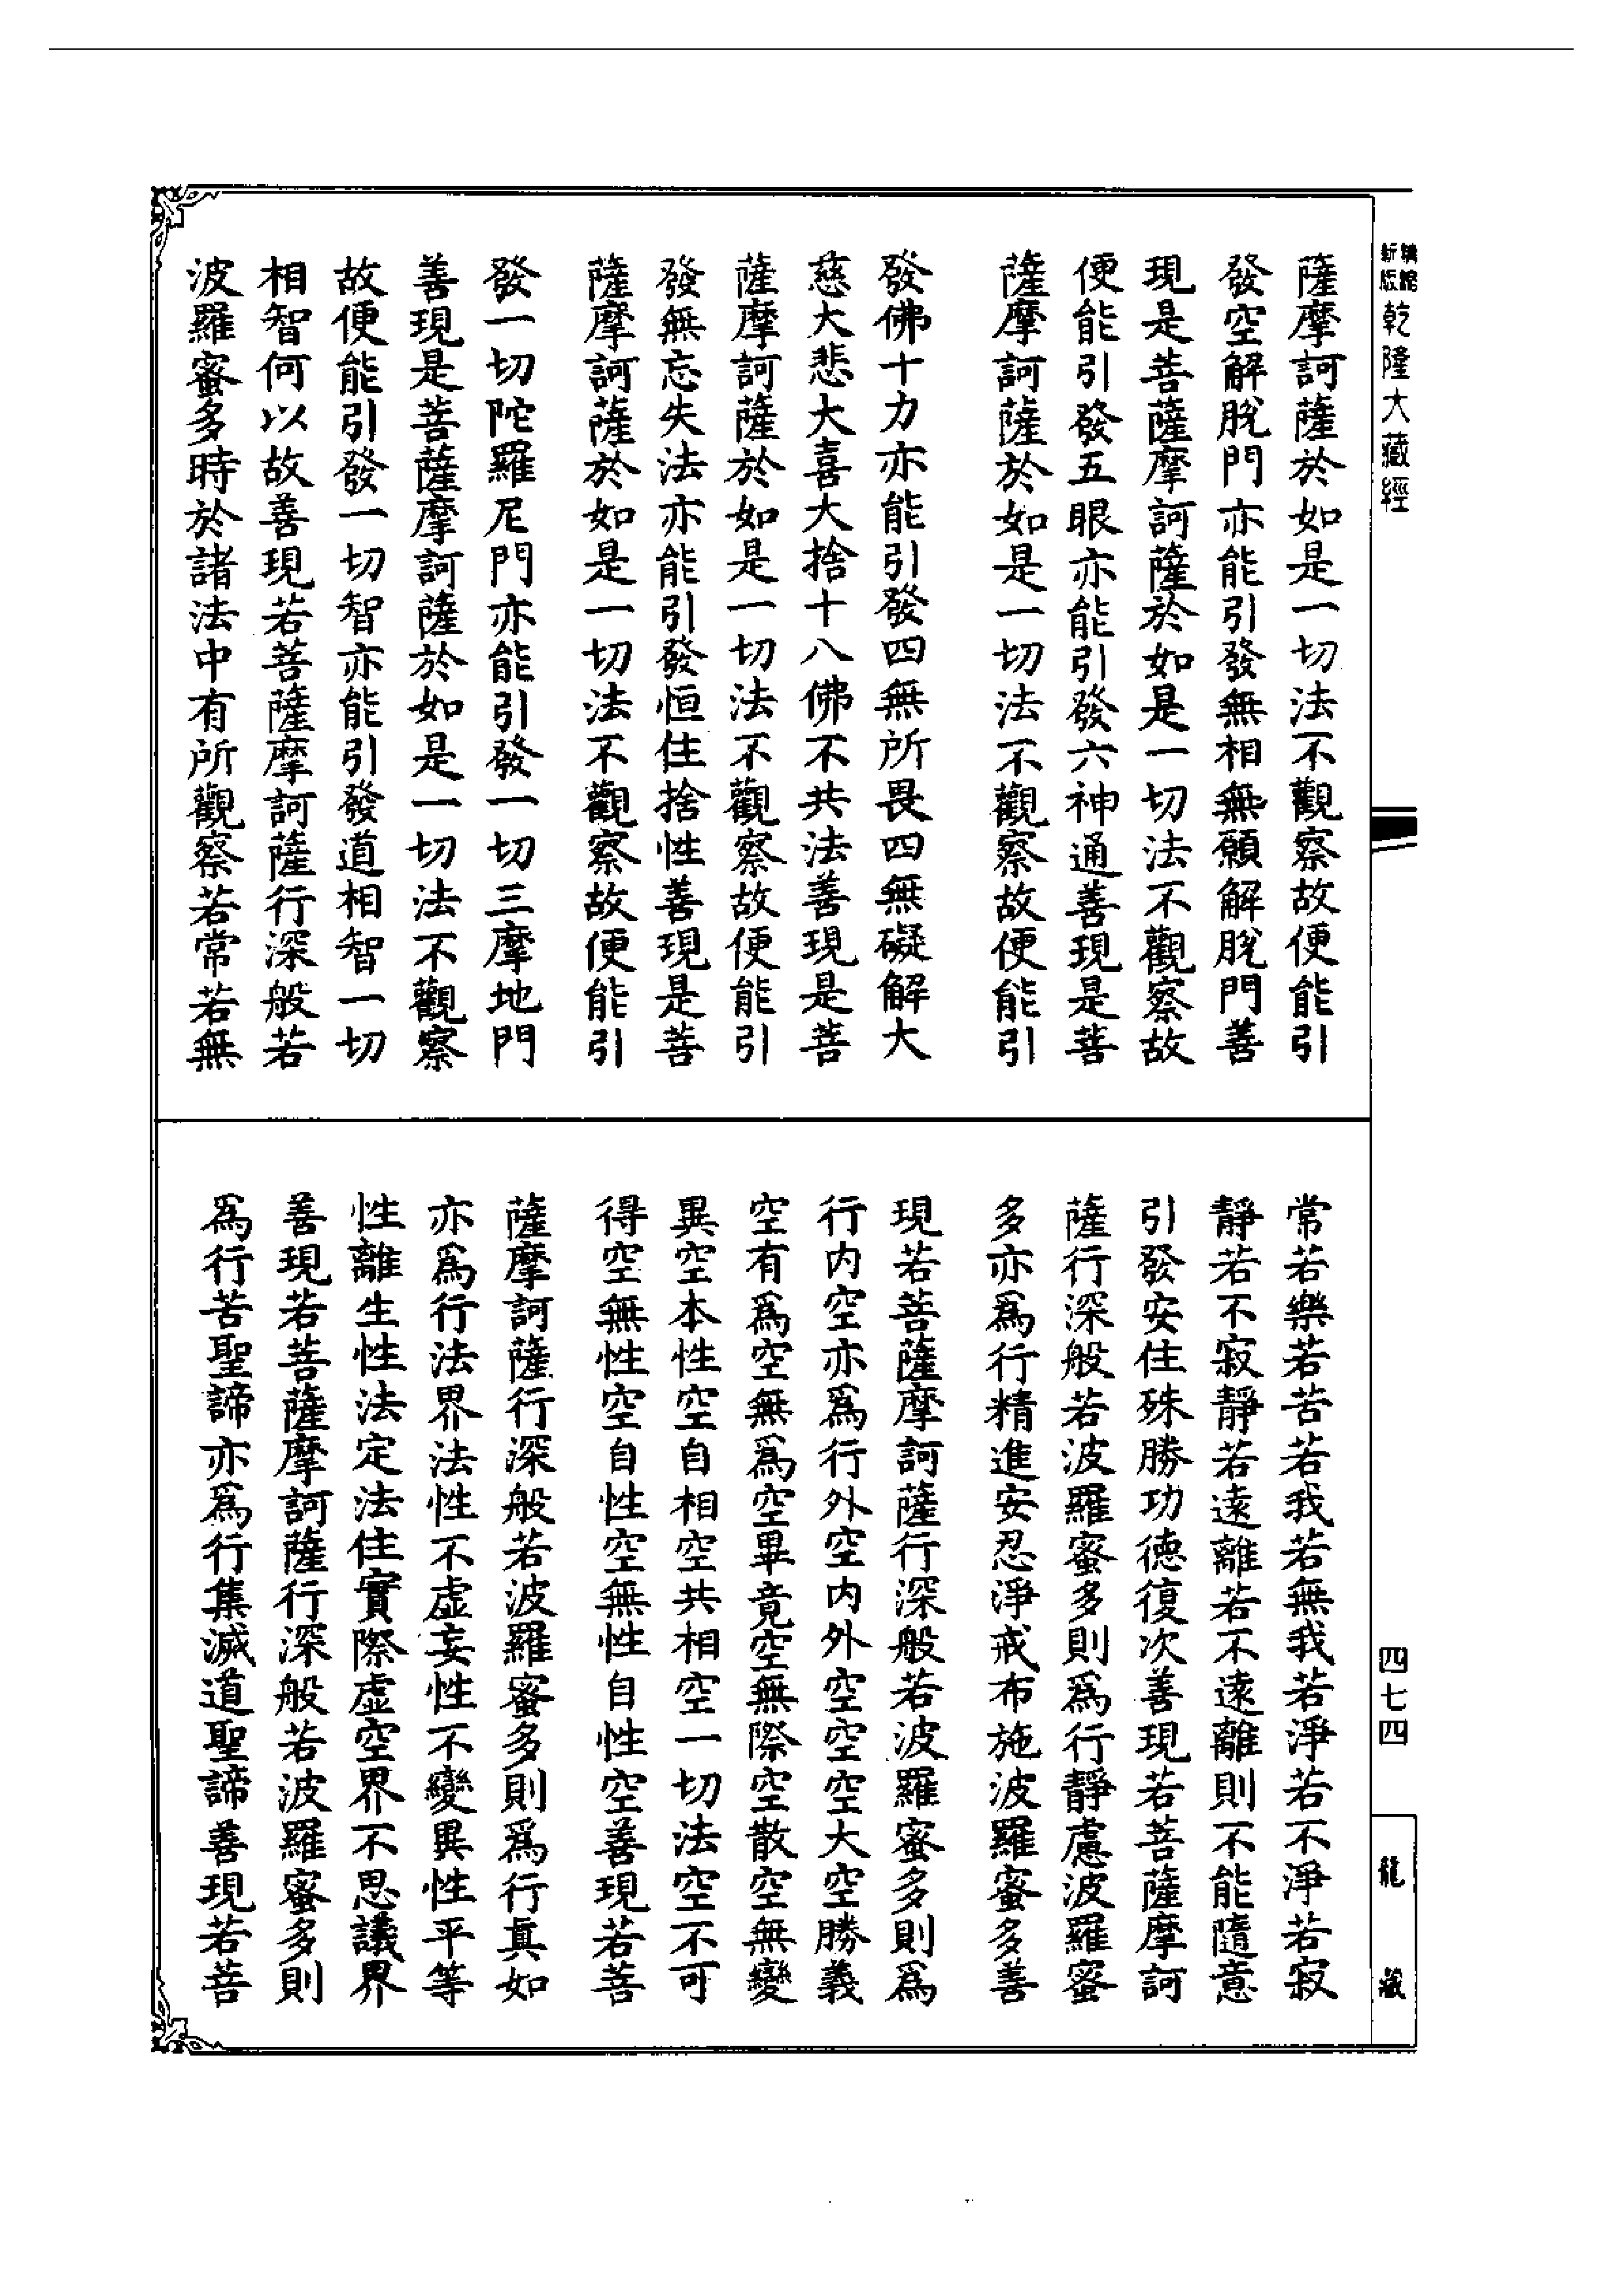 新版
乾隆大藏經
薩摩訶薩於如是一切法不觀察故便能引
發空解脫門亦能引發無相無願解脫門善
現是菩薩摩訶薩於如是一切法不觀察故
便能引發五眼亦能引發六神通善現是菩
薩摩訶薩於如是一切法不觀察故便能引
發佛十力亦能引發四無所畏四無礙解大
慈大悲大喜大捨十八佛不共法善現是菩
薩摩訶薩於如是一切法不觀察故便能引
發無忘失法亦能引發恒住捨性善現是菩
薩摩訶薩於如是一切法不觀察故便能引
發一切陀羅尼門亦能引發一切三摩地門
善現是菩薩摩訶薩於如是一切法不觀察
故便能引發一切智亦能引發道相智一切
相智何以故善現若菩薩摩訶薩行深般若
波羅蜜多時於諸法中有所觀察若常若無
常若樂若苦若我若無我若淨若不淨若寂
靜若不寂靜若遠離若不遠離則不能隨意
引發安住殊勝功德復次善現若菩薩摩訶
薩行深般若波羅蜜多則爲行靜慮波羅蜜
多亦爲行精進安忍淨戒布施波羅蜜多善
現若菩薩摩訶薩行深般若波羅蜜多則爲
行内空亦爲行外空内外空空空大空勝義
空有爲空無爲空畢竟空無際空散空無變
異空本性空自相空共相空一切法空不可
得空無性空自性空無性自性空善現若菩
薩摩訶薩行深般若波羅蜜多則爲行真如
亦爲行法界法性不虛妄性不變異性平等
性離生性法定法住實際虛空界不思議界
善現若菩薩摩訶薩行深般若波羅蜜多則
爲行苦聖諦亦爲行集滅道聖諦善現若菩
四七四
龍藏